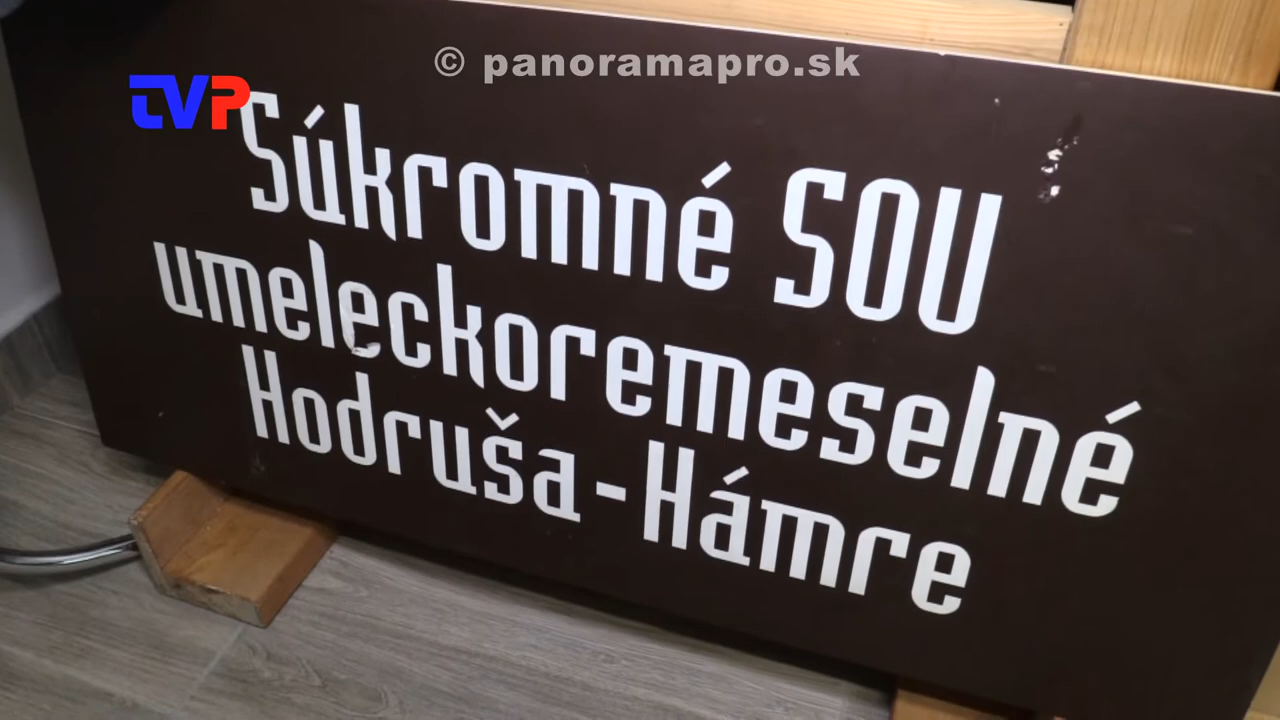 © panoramapro.sk
TVP
Súkromné SOU
umeleckoremeselné
Hodruša-Hámre